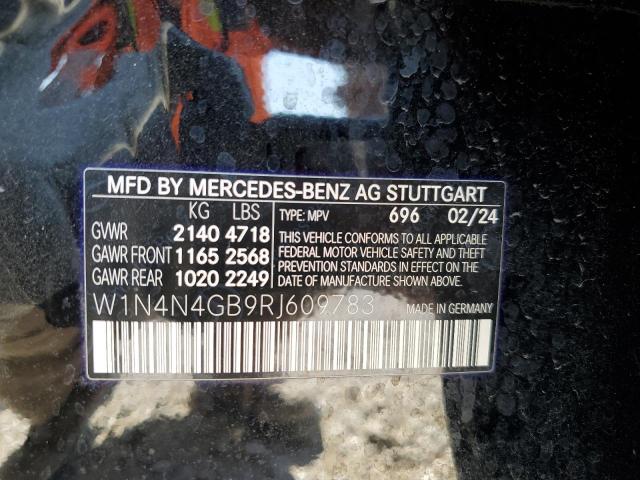 MFD BY MERCEDES-BENZ AG STUTTGART
KG LBS TYPE: MPV 696 02/24
GVWR 2140 4718
GAWR FRONT 1165 2568
GAWR REAR 1020 2249
THIS VEHICLE CONFORMS TO ALL APPLICABLE
FEDERAL MOTOR VEHICLE SAFETY AND THEFT
PREVENTION STANDARDS IN EFFECT ON THE
DATE OF MANUFACTURE SHOWN ABOVE.
W1N4N4GB9RJ609783
MADE IN GERMANY